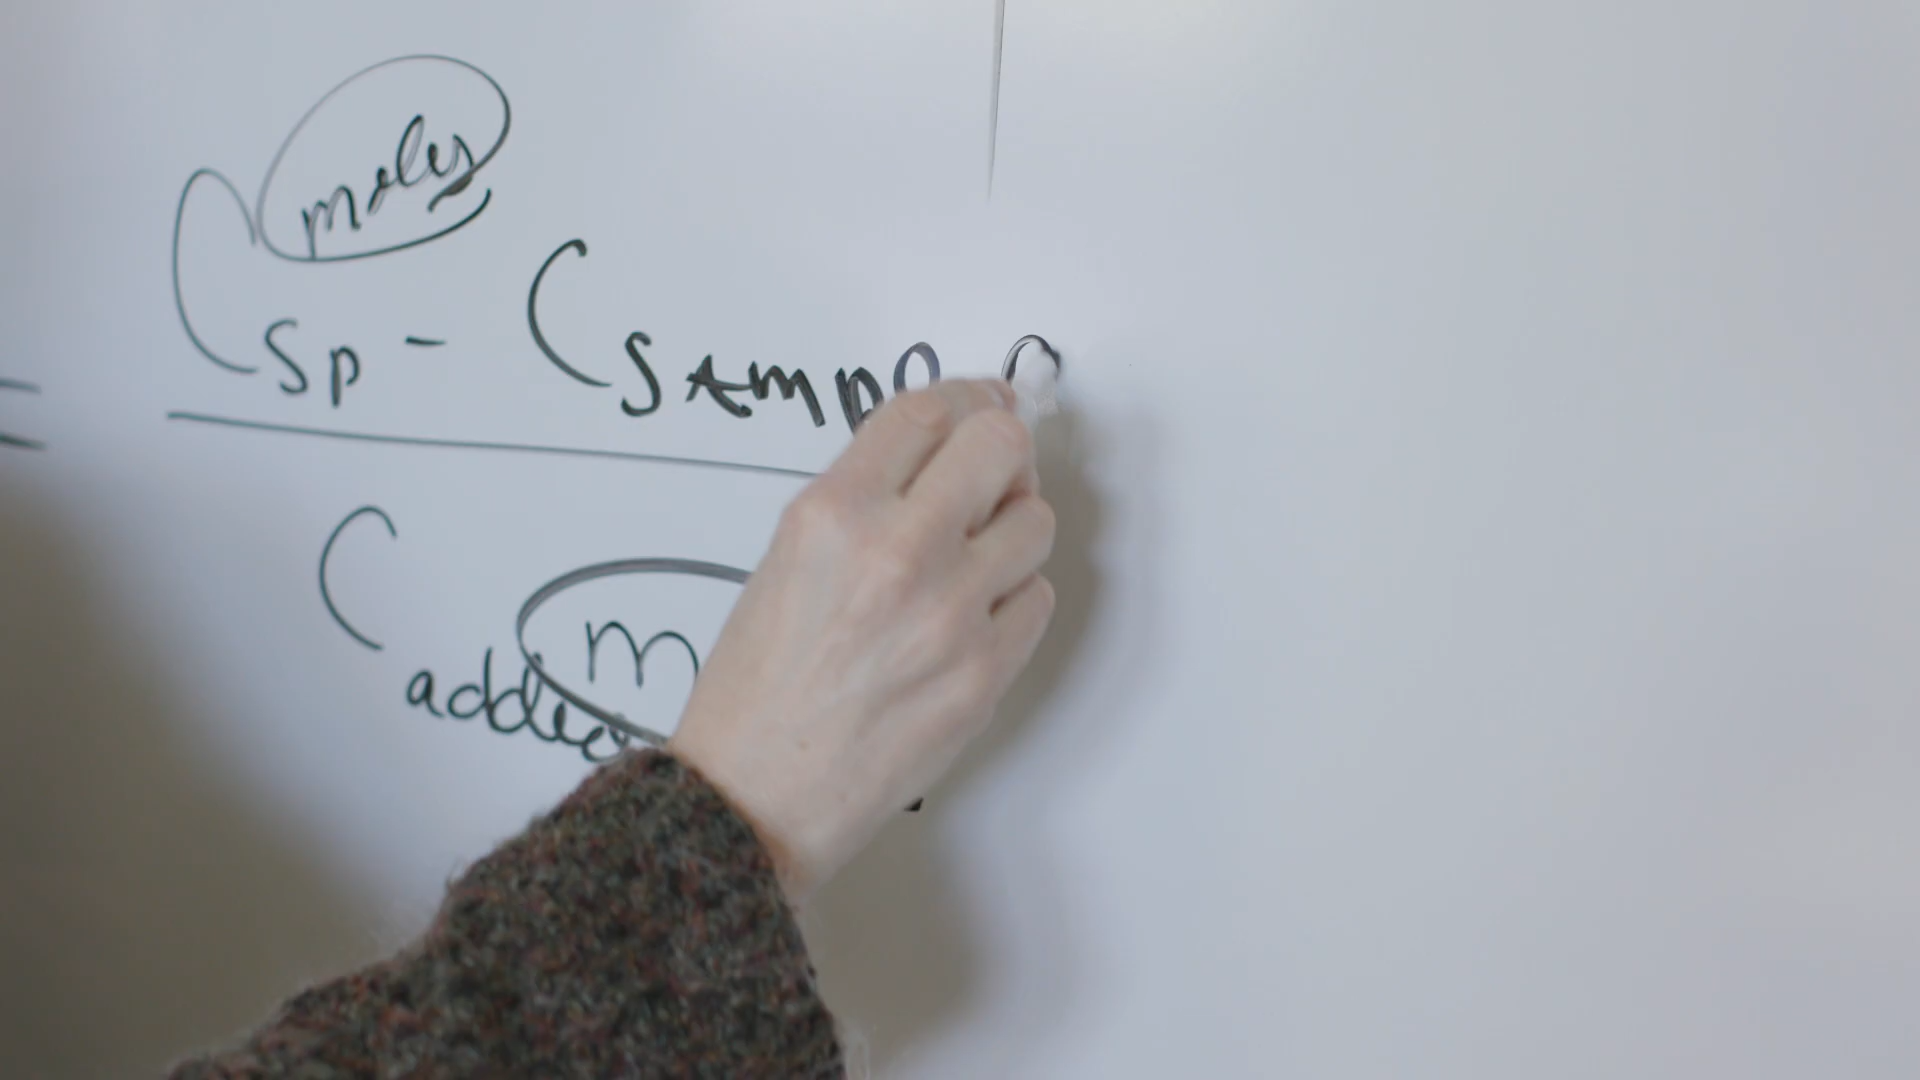 moles
= Csp - Csample
Cadded m